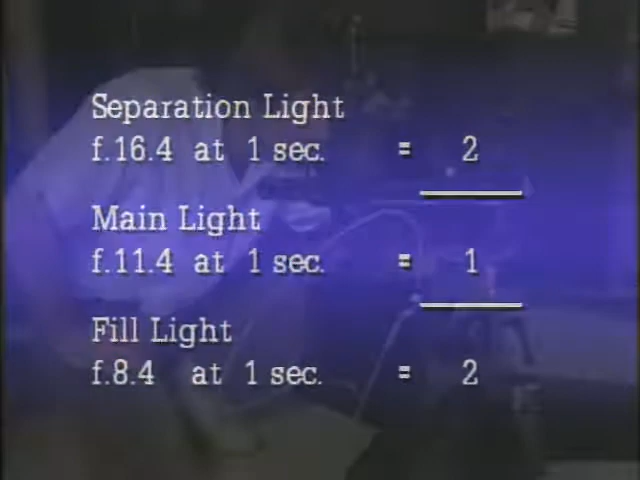 Separation Light
f.16.4 at 1 sec. = 2
Main Light
f.11.4 at 1 sec. = 1
Fill Light
f.8.4 at 1 sec. = 2